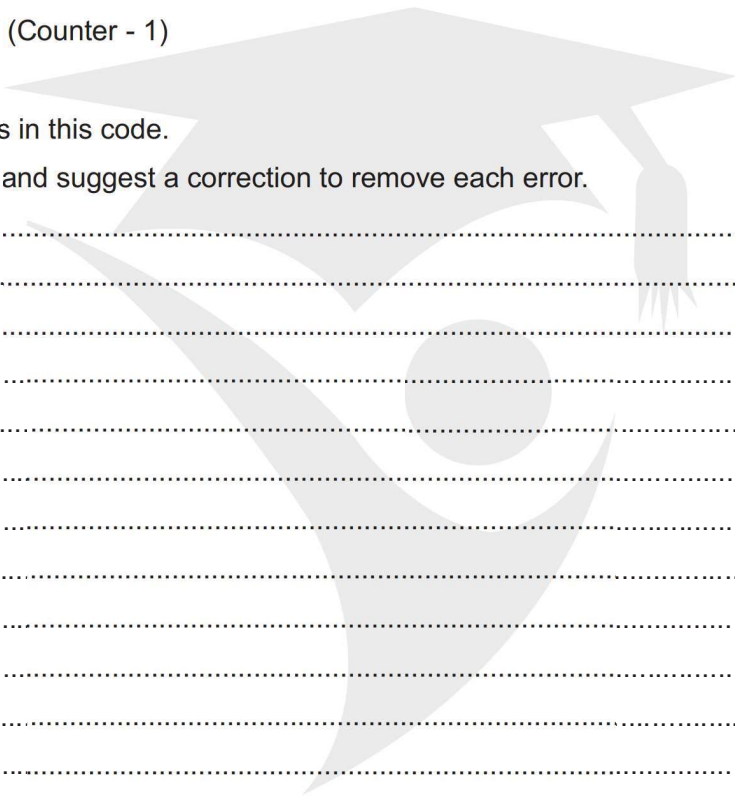 (Counter - 1)
s in this code.
and suggest a correction to remove each error.